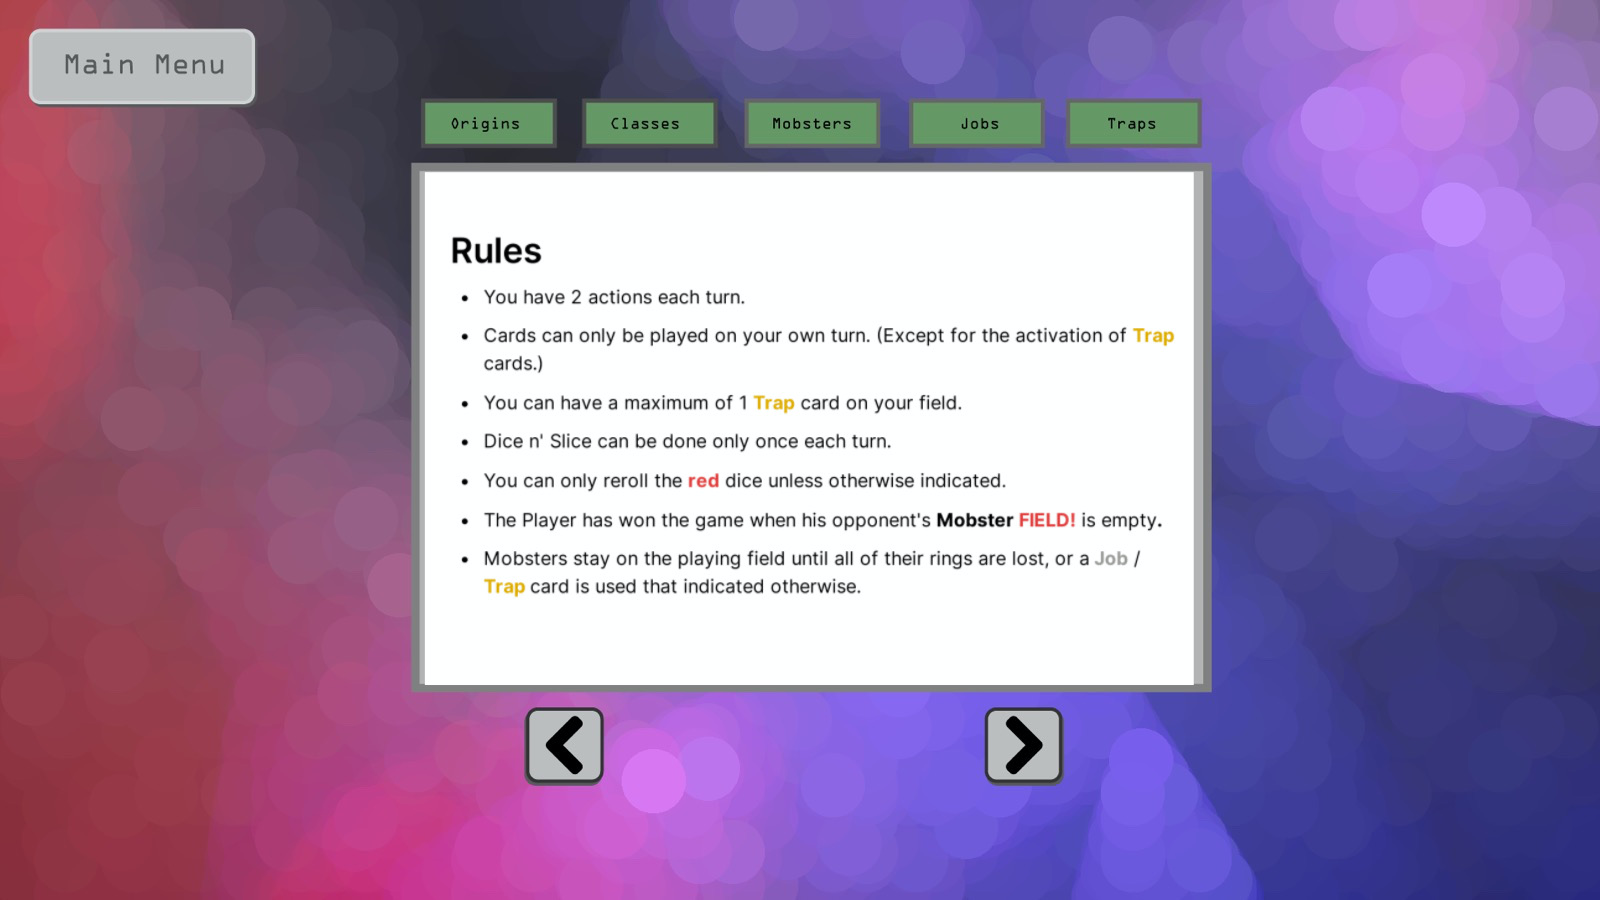 Main Menu
Origins
Classes
Mobsters
Jobs
Traps
Rules
• You have 2 actions each turn.
• Cards can only be played on your own turn. (Except for the activation of Trap
cards.)
• You can have a maximum of 1 Trap card on your field.
• Dice n' Slice can be done only once each turn.
• You can only reroll the red dice unless otherwise indicated.
• The Player has won the game when his opponent's Mobster FIELD! is empty.
• Mobsters stay on the playing field until all of their rings are lost, or a Job /
Trap card is used that indicated otherwise.